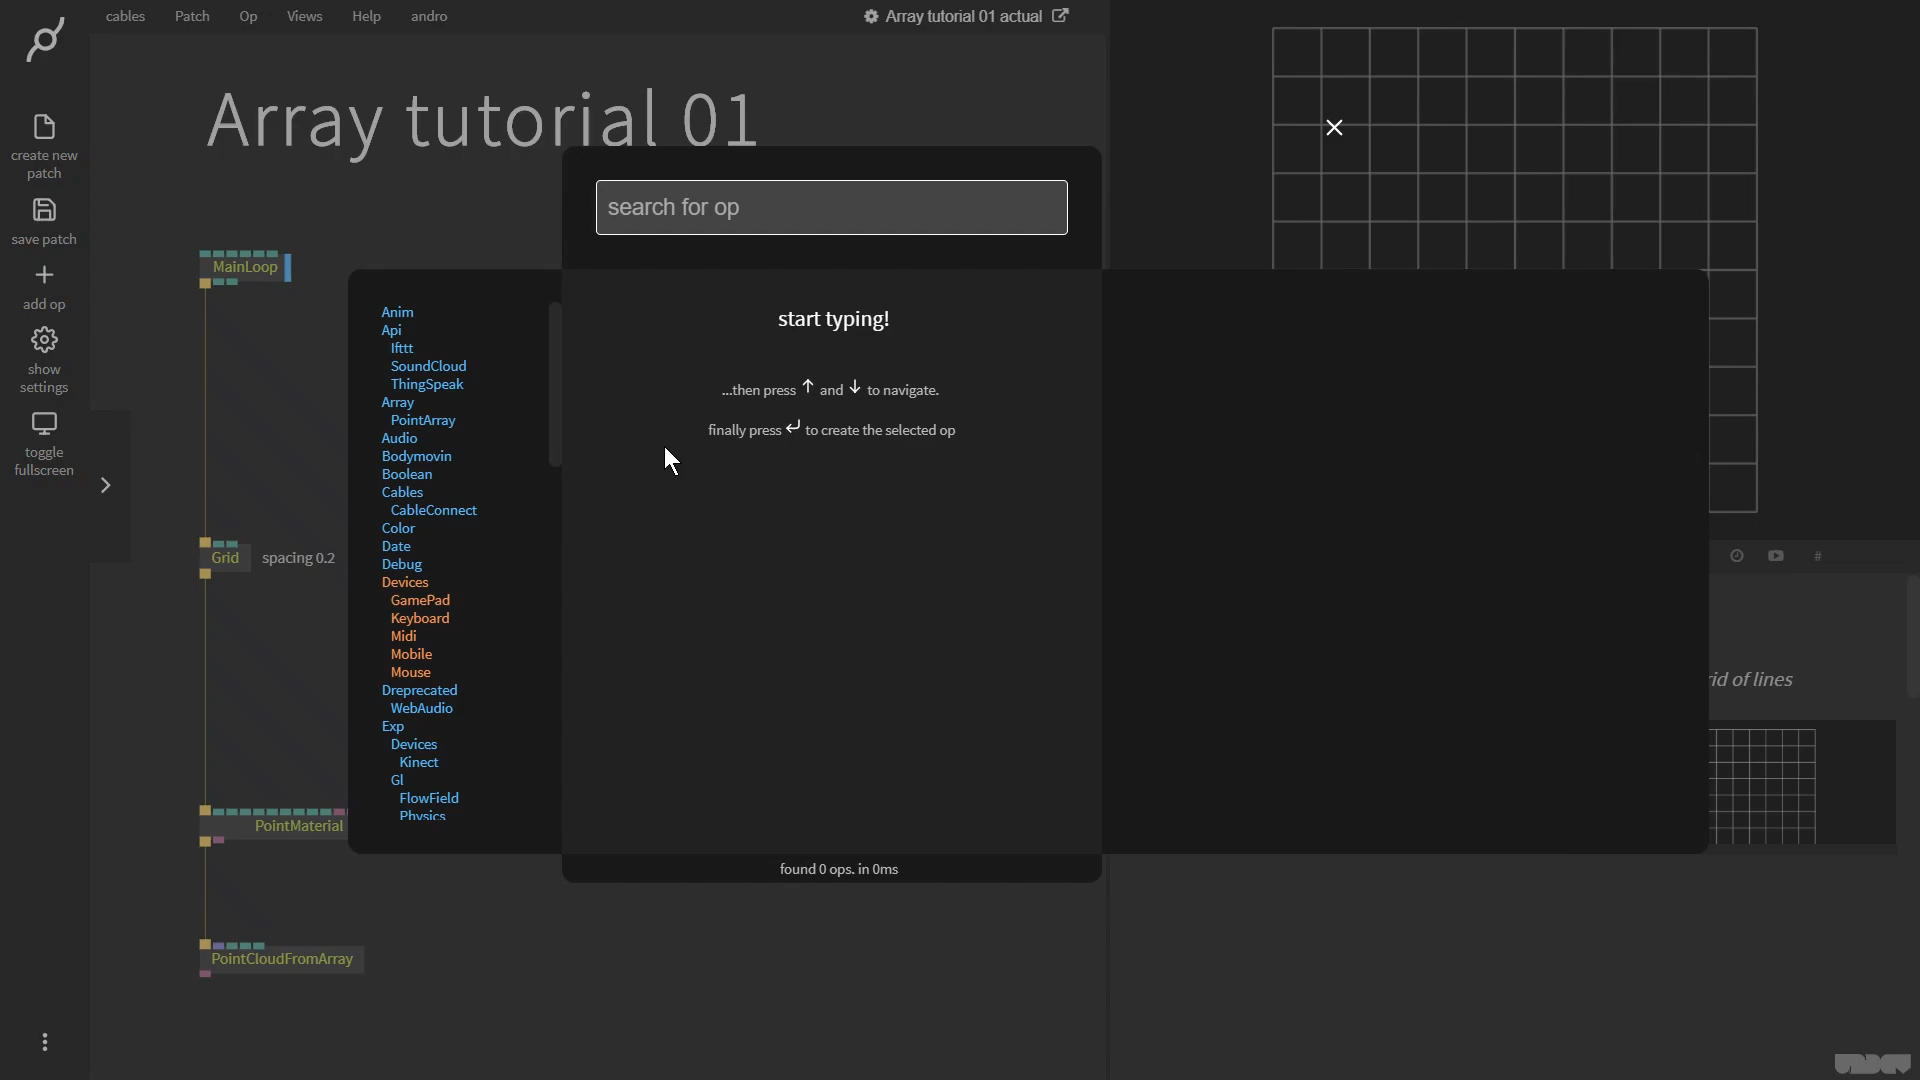 cables
Patch
Op
Views
Help
andro
Array tutorial 01 actual
Array tutorial 01
create new
patch
save patch
add op
show
settings
toggle
fullscreen
MainLoop
Grid
spacing 0.2
PointMaterial
PointCloudFromArray
search for op
Anim
Api
Ifttt
SoundCloud
ThingSpeak
Array
PointArray
Audio
Bodymovin
Boolean
Cables
CableConnect
Color
Date
Debug
Devices
GamePad
Keyboard
Midi
Mobile
Mouse
Dreprecated
WebAudio
Exp
Devices
Kinect
Gl
FlowField
Physics
start typing!
...then press ↑ and ↓ to navigate.
finally press ↵ to create the selected op
found 0 ops. in 0ms
#
rid of lines